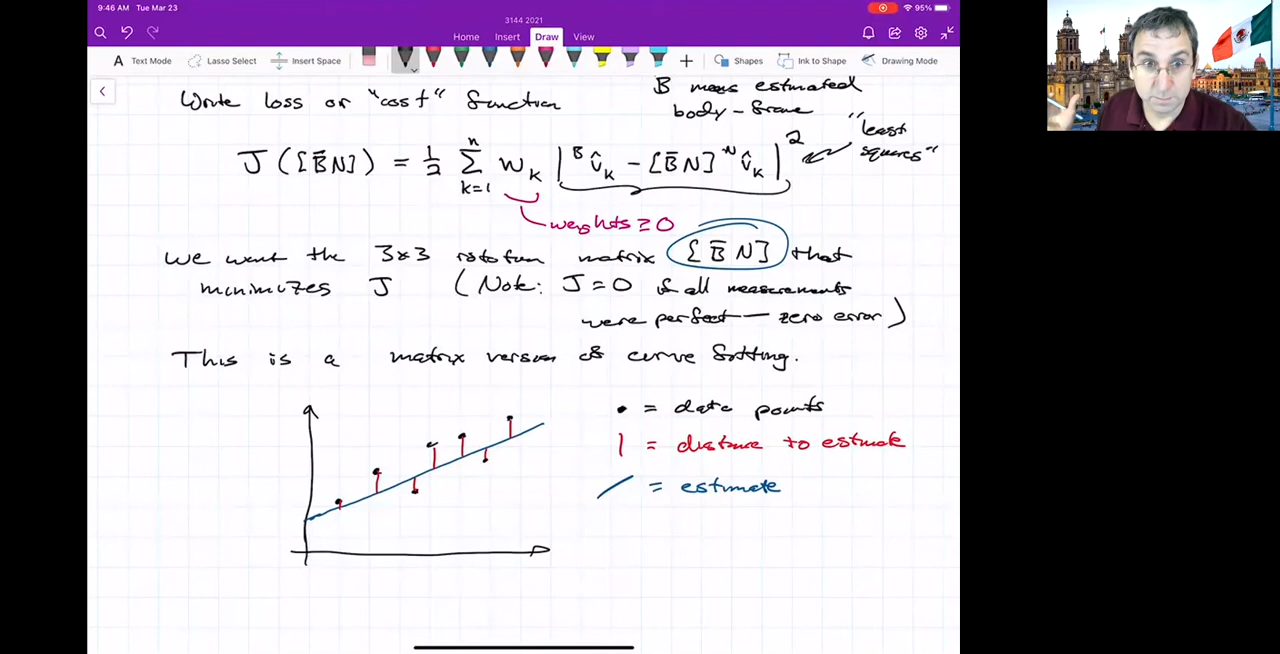 9:46 AM Tue Mar 23
95%
3144 2021
Home Insert Draw View
Text Mode Lasso Select Insert Space Shapes Ink to Shape Drawing Mode
Write loss or "cost" function
B means estimated
body-frame
"least
squares"
J([B̄N]) = 1/2 Σ_{k=1}^{n} w_k |^B v̂_k - [B̄N] ^N v̂_k|^2
weights ≥ 0
We want the 3x3 rotation matrix [B̄N] that
minimizes J (Note: J=0 if all measurements
were perfect — zero error)
This is a matrix version of curve fitting.
• = data points
| = distance to estimate
/ = estimate